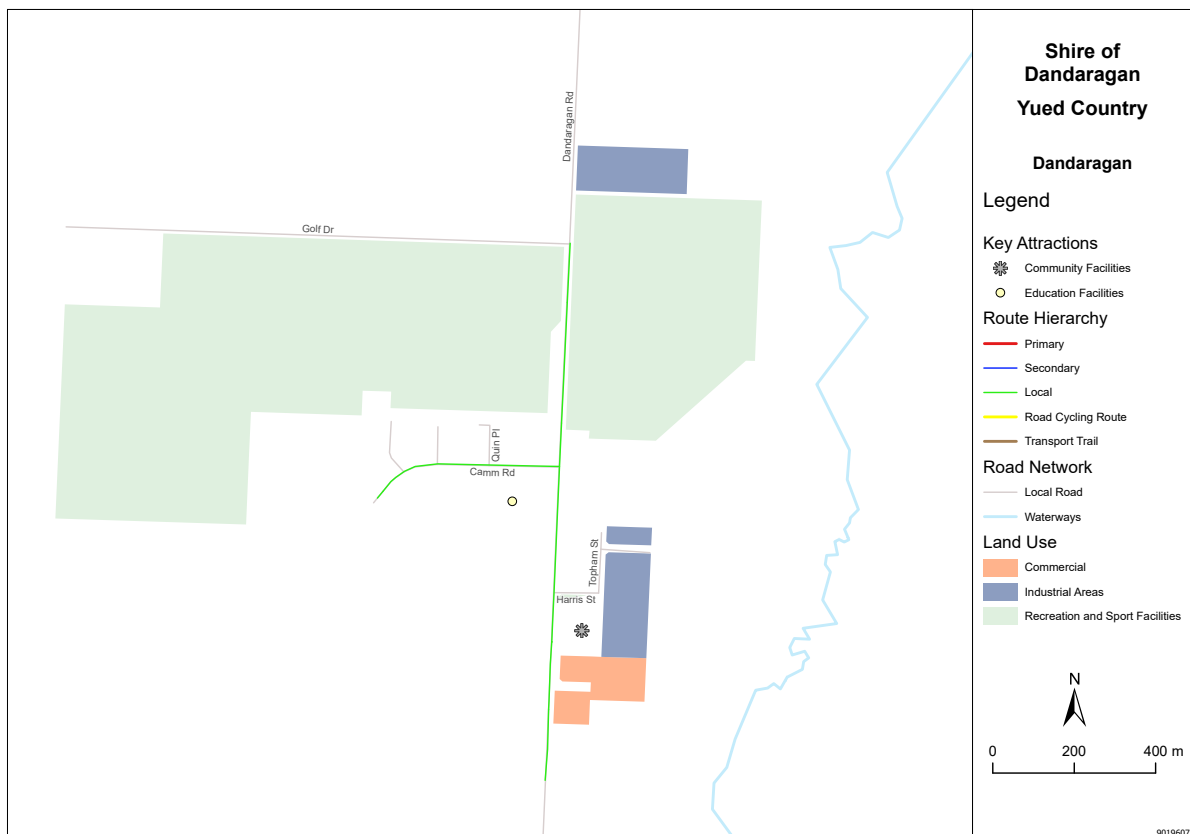 Shire of
Dandaragan
Yued Country
Dandaragan
Legend
Key Attractions
Community Facilities
Education Facilities
Route Hierarchy
Primary
Secondary
Local
Road Cycling Route
Transport Trail
Road Network
Local Road
Waterways
Land Use
Commercial
Industrial Areas
Recreation and Sport Facilities
N
0 200 400 m
9019607
Dandaragan Rd
Golf Dr
Quin Pl
Camm Rd
Topham St
Harris St